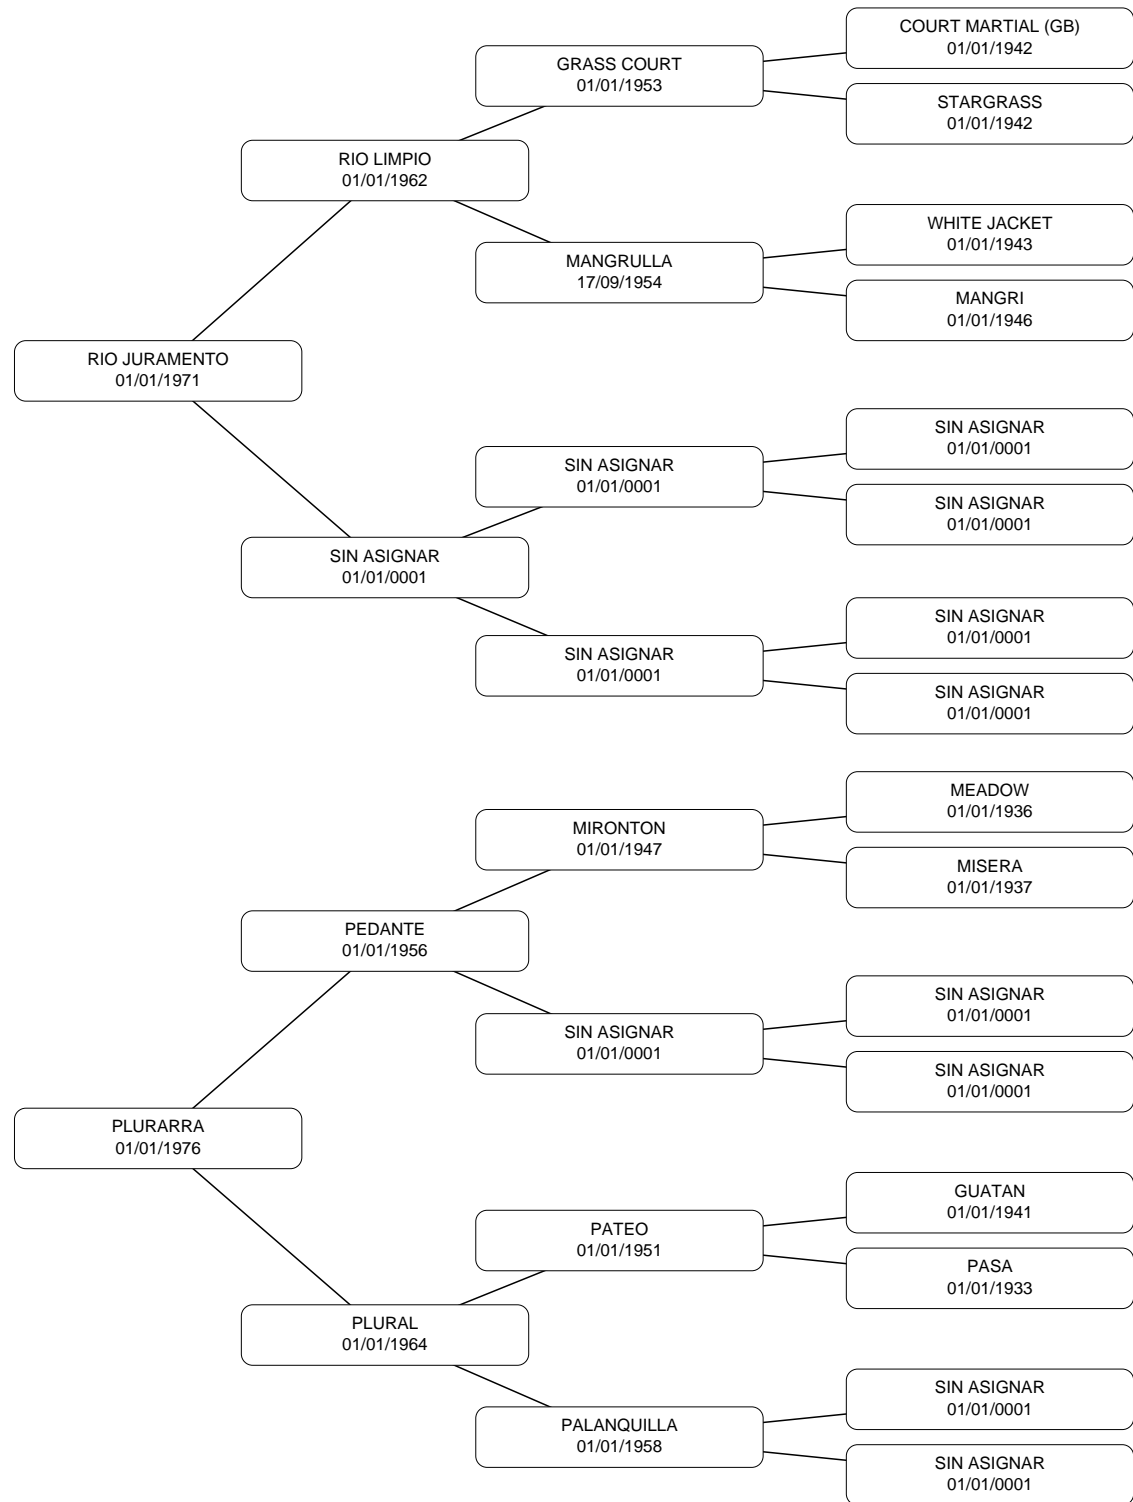 COURT MARTIAL (GB)
01/01/1942
GRASS COURT
01/01/1953
STARGRASS
01/01/1942
RIO LIMPIO
01/01/1962
WHITE JACKET
01/01/1943
MANGRULLA
17/09/1954
MANGRI
01/01/1946
RIO JURAMENTO
01/01/1971
SIN ASIGNAR
01/01/0001
SIN ASIGNAR
01/01/0001
SIN ASIGNAR
01/01/0001
SIN ASIGNAR
01/01/0001
SIN ASIGNAR
01/01/0001
SIN ASIGNAR
01/01/0001
SIN ASIGNAR
01/01/0001
MEADOW
01/01/1936
MIRONTON
01/01/1947
MISERA
01/01/1937
PEDANTE
01/01/1956
SIN ASIGNAR
01/01/0001
SIN ASIGNAR
01/01/0001
SIN ASIGNAR
01/01/0001
PLURARRA
01/01/1976
GUATAN
01/01/1941
PATEO
01/01/1951
PASA
01/01/1933
PLURAL
01/01/1964
SIN ASIGNAR
01/01/0001
PALANQUILLA
01/01/1958
SIN ASIGNAR
01/01/0001